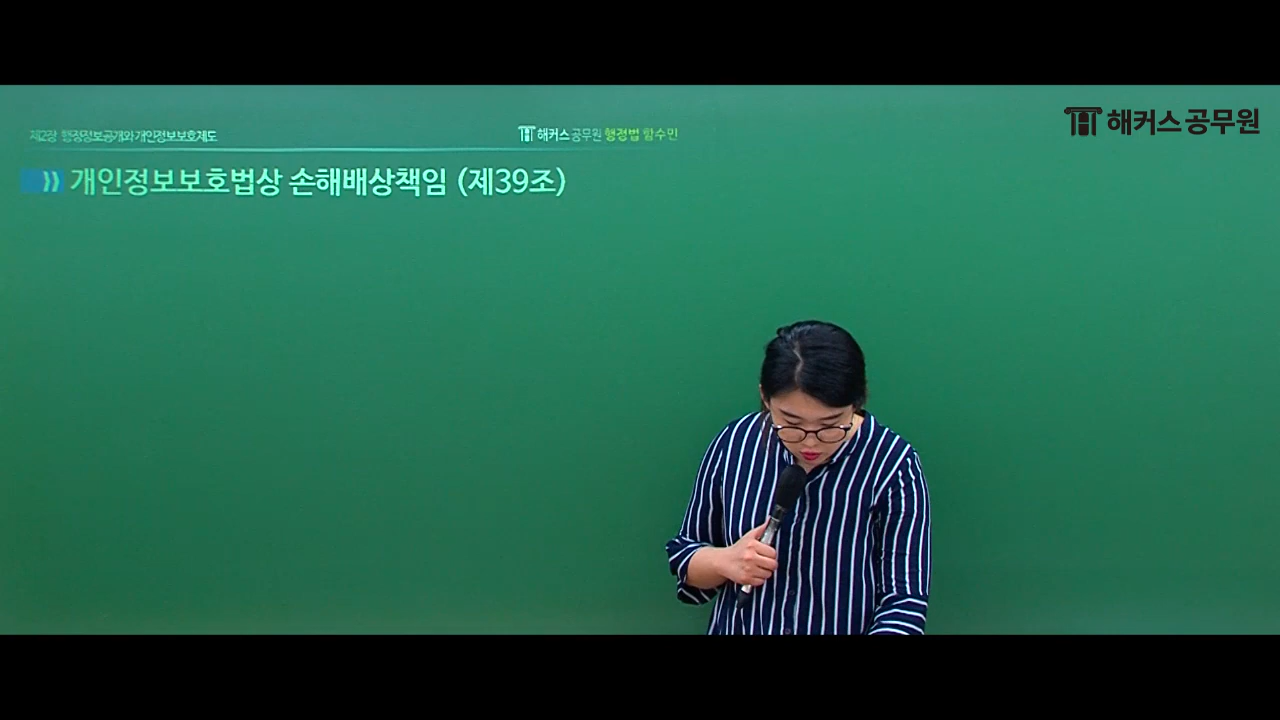 제2장 행정정보공개와 개인정보보호제도
해커스공무원 행정법 함수민
해커스 공무원
》 개인정보보호법상 손해배상책임 (제39조)